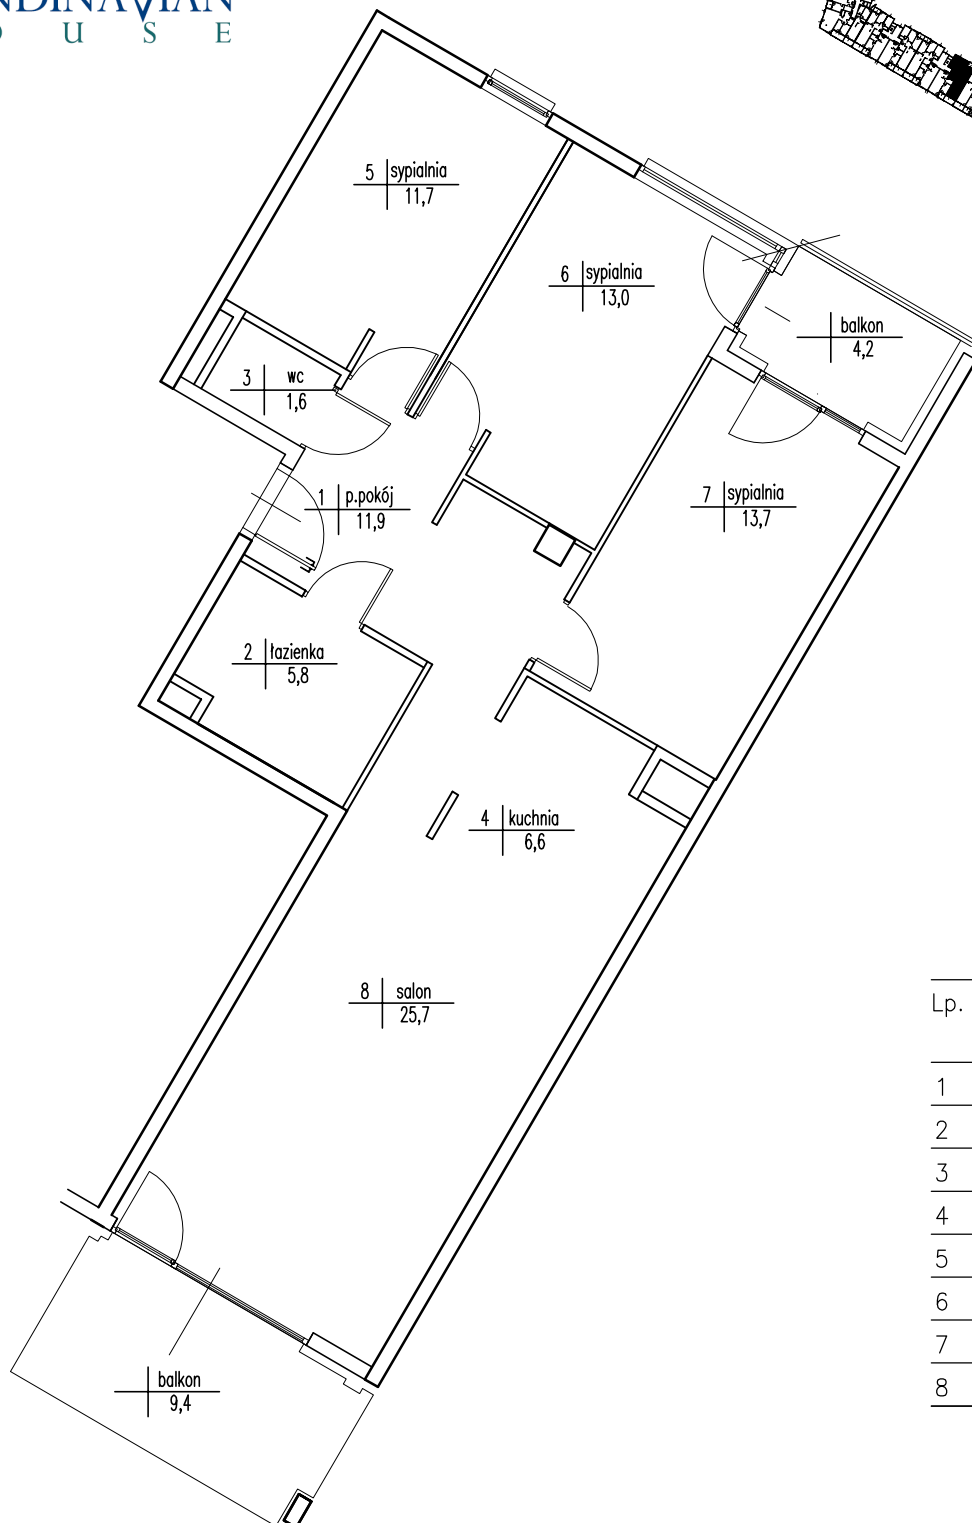 NDINAVIAN
O U S E
5 sypialnia
11,7
6 sypialnia
13,0
balkon
4,2
3 wc
1,6
1 p.pokój
11,9
7 sypialnia
13,7
2 łazienka
5,8
4 kuchnia
6,6
8 salon
25,7
balkon
9,4
Lp.
1
2
3
4
5
6
7
8